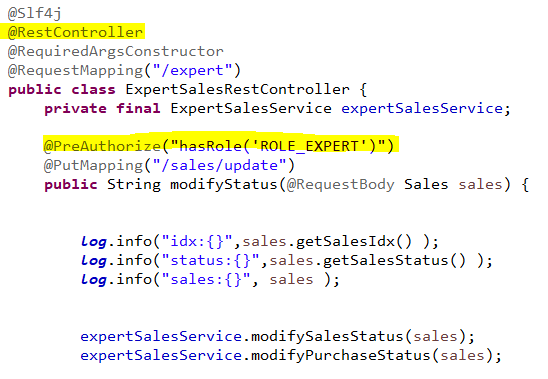 @Slf4j
@RestController
@RequiredArgsConstructor
@RequestMapping("/expert")
public class ExpertSalesRestController {
    private final ExpertSalesService expertSalesService;
    @PreAuthorize("hasRole('ROLE_EXPERT')")
    @PutMapping("/sales/update")
    public String modifyStatus(@RequestBody Sales sales) {
        log.info("idx:{}",sales.getSalesIdx() );
        log.info("status:{}",sales.getSalesStatus() );
        log.info("sales:{}", sales );
        expertSalesService.modifySalesStatus(sales);
        expertSalesService.modifyPurchaseStatus(sales);